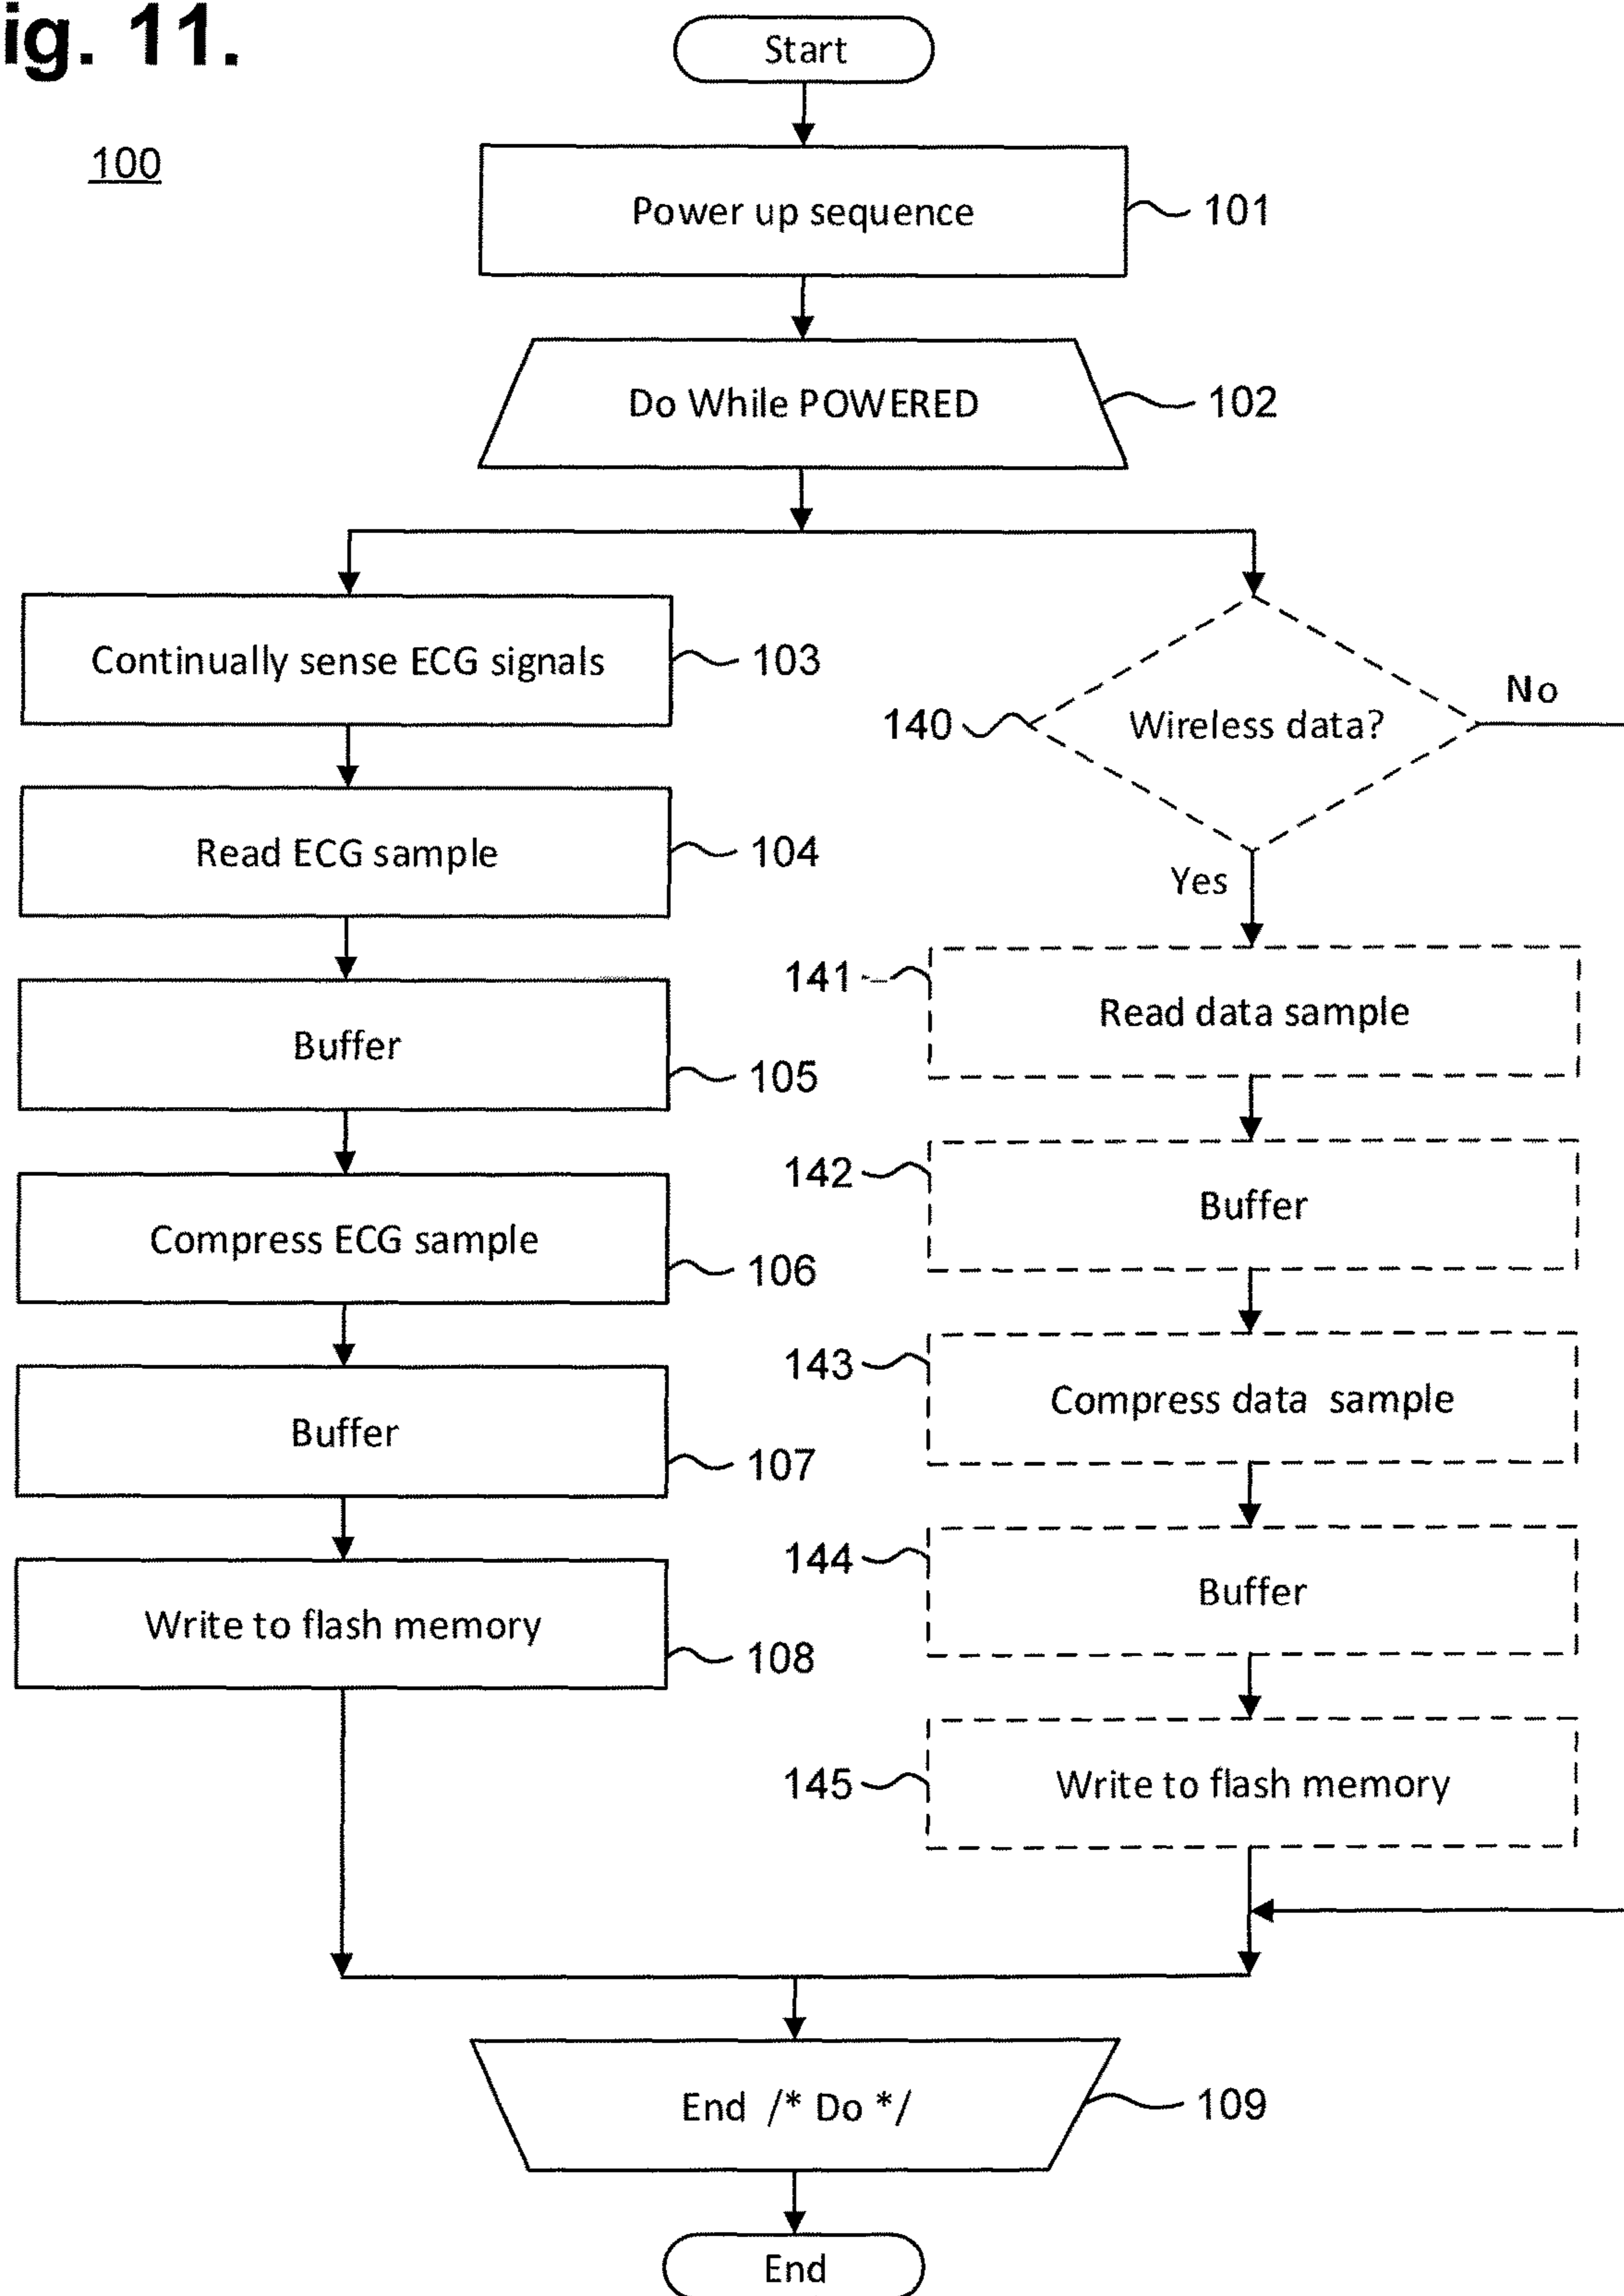 ig. 11.
100
Start
Power up sequence
101
Do While POWERED
102
Continually sense ECG signals
103
Read ECG sample
104
Buffer
105
Compress ECG sample
106
Buffer
107
Write to flash memory
108
140
Wireless data?
No
Yes
141
Read data sample
142
Buffer
143
Compress data sample
144
Buffer
145
Write to flash memory
End /* Do */
109
End